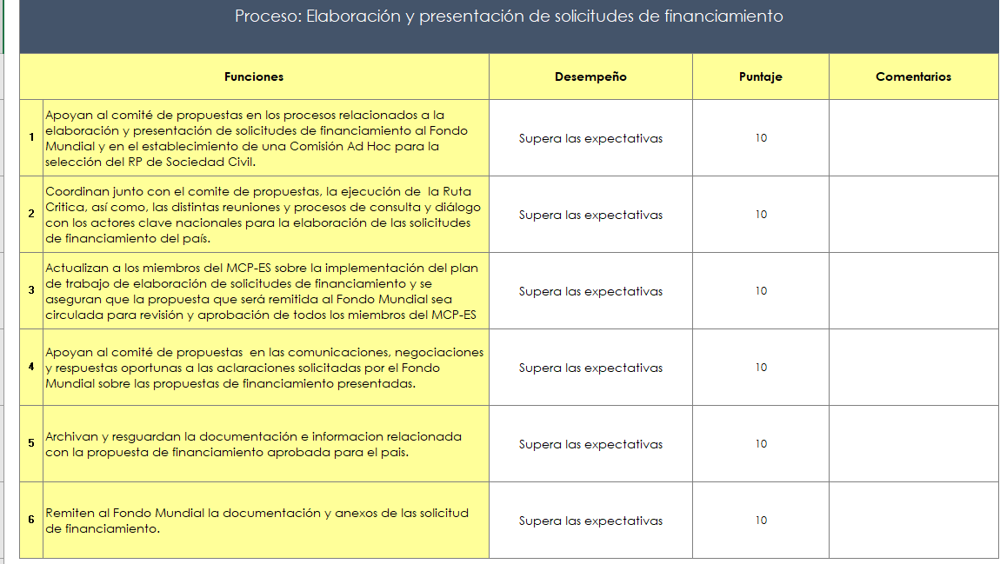 Proceso: Elaboración y presentación de solicitudes de financiamiento
Funciones Desempeño Puntaje Comentarios
1 Apoyan al comité de propuestas en los procesos relacionados a la
elaboración y presentación de solicitudes de financiamiento al Fondo
Mundial y en el establecimiento de una Comisión Ad Hoc para la
selección del RP de Sociedad Civil.
Supera las expectativas 10
2 Coordinan junto con el comite de propuestas, la ejecución de  la Ruta
Critica, así como, las distintas reuniones y procesos de consulta y diálogo
con los actores clave nacionales para la elaboración de las solicitudes
de financiamiento del país.
Supera las expectativas 10
3 Actualizan a los miembros del MCP-ES sobre la implementación del plan
de trabajo de elaboración de solicitudes de financiamiento y se
aseguran que la propuesta que será remitida al Fondo Mundial sea
circulada para revisión y aprobación de todos los miembros del MCP-ES
Supera las expectativas 10
4 Apoyan al comité de propuestas  en las comunicaciones, negociaciones
y respuestas oportunas a las aclaraciones solicitadas por el Fondo
Mundial sobre las propuestas de financiamiento presentadas.
Supera las expectativas 10
5 Archivan y resguardan la documentación e informacion relacionada
con la propuesta de financiamiento aprobada para el pais.
Supera las expectativas 10
6 Remiten al Fondo Mundial la documentación y anexos de las solicitud
de financiamiento.
Supera las expectativas 10